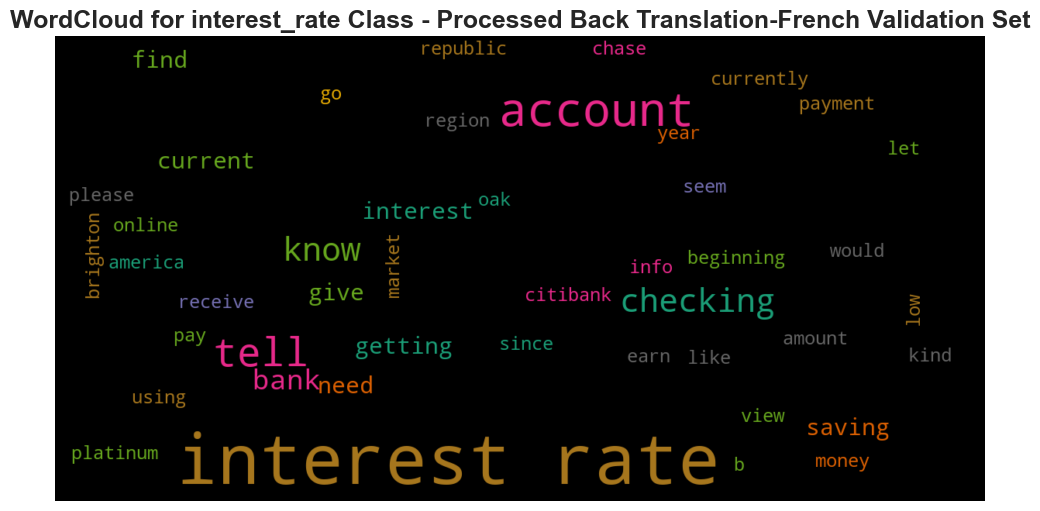 WordCloud for interest_rate Class - Processed Back Translation-French Validation Set
republic
chase
find
currently
go
payment
account
region
year
let
current
seem
please
oak
interest
online
brighton
know
market
would
america
beginning
info
give
citibank
receive
checking
low
pay
since
amount
getting
tell
earn
like
kind
bank
need
using
view
saving
platinum
interest rate
b
money